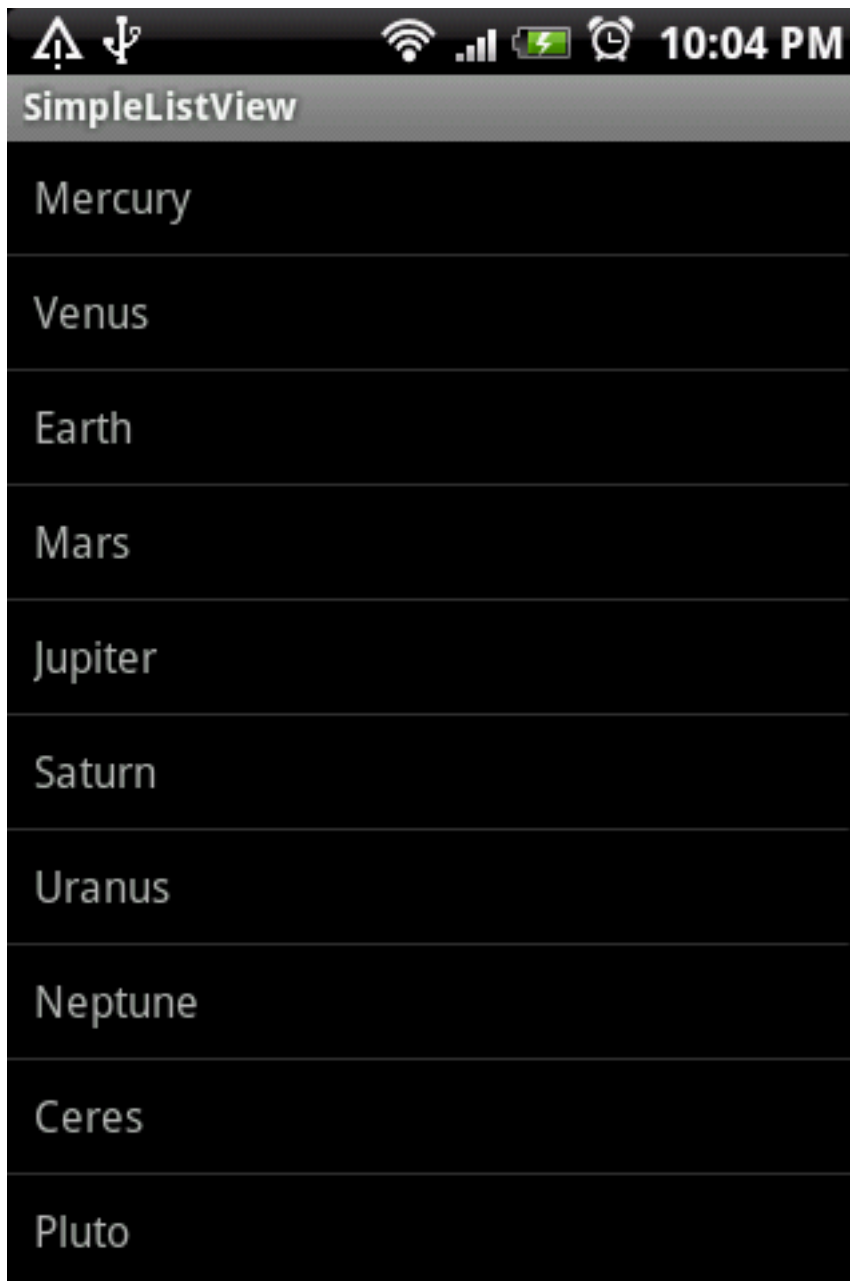 10:04 PM
SimpleListView
Mercury
Venus
Earth
Mars
Jupiter
Saturn
Uranus
Neptune
Ceres
Pluto